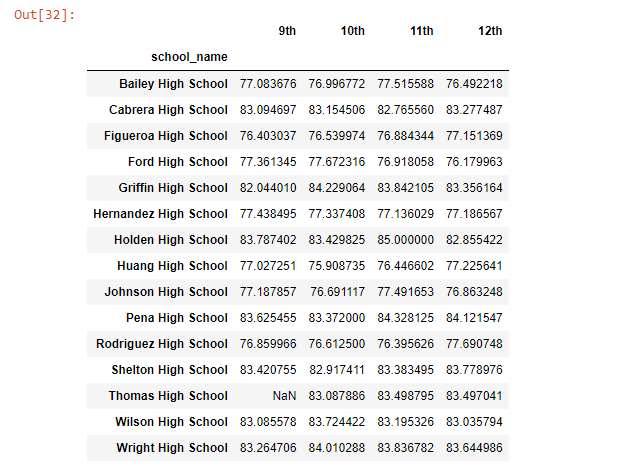 Out[32]:
9th 10th 11th 12th
school_name
Bailey High School 77.083676 76.996772 77.515588 76.492218
Cabrera High School 83.094697 83.154506 82.765560 83.277487
Figueroa High School 76.403037 76.539974 76.884344 77.151369
Ford High School 77.361345 77.672316 76.918058 76.179963
Griffin High School 82.044010 84.229064 83.842105 83.356164
Hernandez High School 77.438495 77.337408 77.136029 77.186567
Holden High School 83.787402 83.429825 85.000000 82.855422
Huang High School 77.027251 75.908735 76.446602 77.225641
Johnson High School 77.187857 76.691117 77.491653 76.863248
Pena High School 83.625455 83.372000 84.328125 84.121547
Rodriguez High School 76.859966 76.612500 76.395626 77.690748
Shelton High School 83.420755 82.917411 83.383495 83.778976
Thomas High School NaN 83.087886 83.498795 83.497041
Wilson High School 83.085578 83.724422 83.195326 83.035794
Wright High School 83.264706 84.010288 83.836782 83.644986